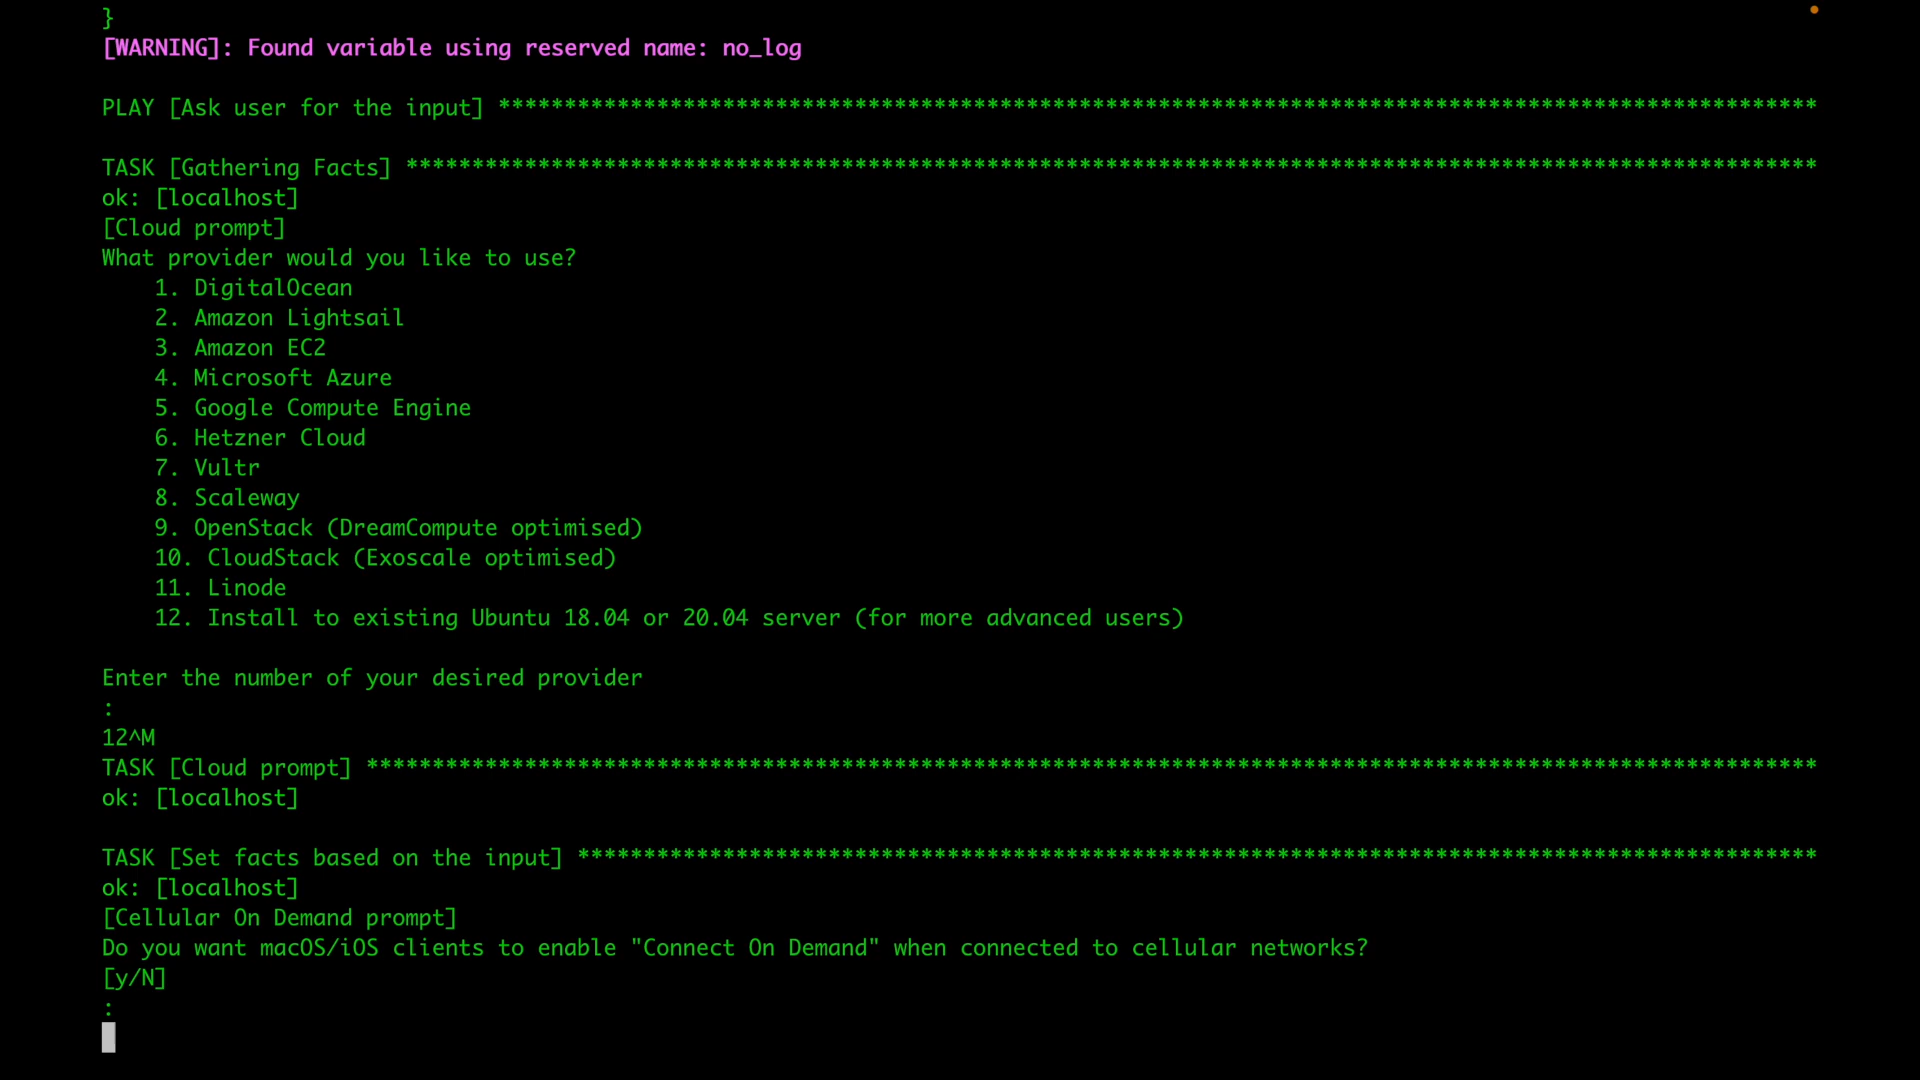 }
[WARNING]: Found variable using reserved name: no_log
PLAY [Ask user for the input] ****************************************************************************************************
TASK [Gathering Facts] ***********************************************************************************************************
ok: [localhost]
[Cloud prompt]
What provider would you like to use?
    1. DigitalOcean
    2. Amazon Lightsail
    3. Amazon EC2
    4. Microsoft Azure
    5. Google Compute Engine
    6. Hetzner Cloud
    7. Vultr
    8. Scaleway
    9. OpenStack (DreamCompute optimised)
    10. CloudStack (Exoscale optimised)
    11. Linode
    12. Install to existing Ubuntu 18.04 or 20.04 server (for more advanced users)
Enter the number of your desired provider
:
12^M
TASK [Cloud prompt] **************************************************************************************************************
ok: [localhost]
TASK [Set facts based on the input] **********************************************************************************************
ok: [localhost]
[Cellular On Demand prompt]
Do you want macOS/iOS clients to enable "Connect On Demand" when connected to cellular networks?
[y/N]
: